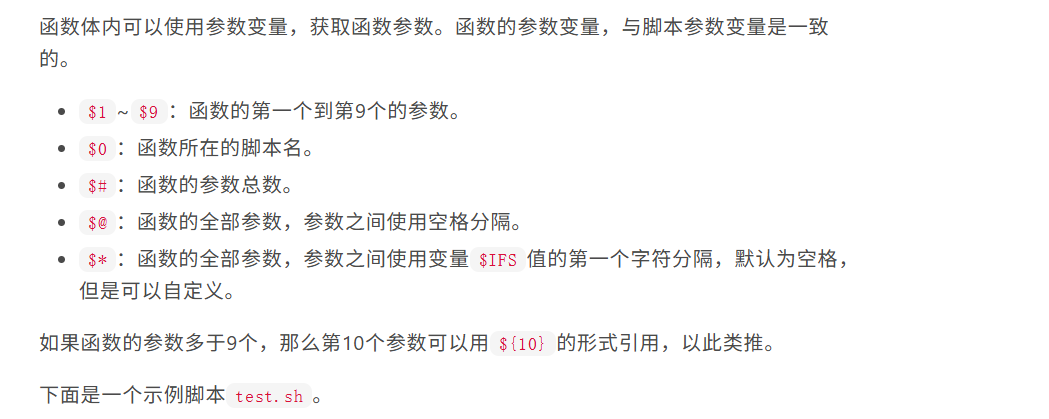 函数体内可以使用参数变量，获取函数参数。函数的参数变量，与脚本参数变量是一致
的。
$1~$9：函数的第一个到第9个的参数。
$0：函数所在的脚本名。
$#：函数的参数总数。
$@：函数的全部参数，参数之间使用空格分隔。
$*：函数的全部参数，参数之间使用变量$IFS值的第一个字符分隔，默认为空格，
但是可以自定义。
如果函数的参数多于9个，那么第10个参数可以用${10}的形式引用，以此类推。
下面是一个示例脚本test.sh。